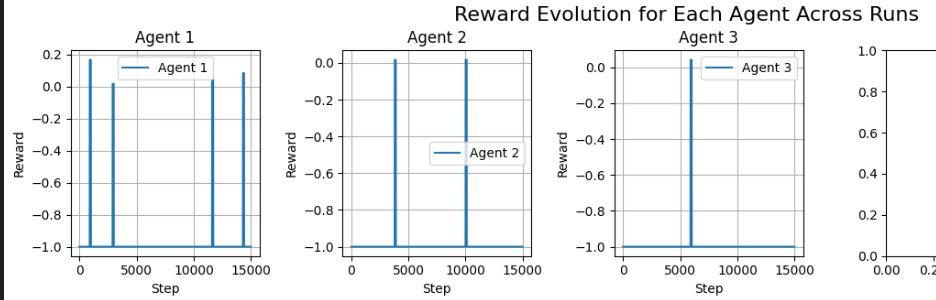 Reward Evolution for Each Agent Across Runs
Agent 1
0.2
0.0
−0.2
−0.4
−0.6
−0.8
−1.0
Reward
Agent 1
0 5000 10000 15000
Step
Agent 2
0.0
−0.2
−0.4
−0.6
−0.8
−1.0
Reward
Agent 2
0 5000 10000 15000
Step
Agent 3
0.0
−0.2
−0.4
−0.6
−0.8
−1.0
Reward
Agent 3
0 5000 10000 15000
Step
1.0
0.8
0.6
0.4
0.2
0.0
0.00